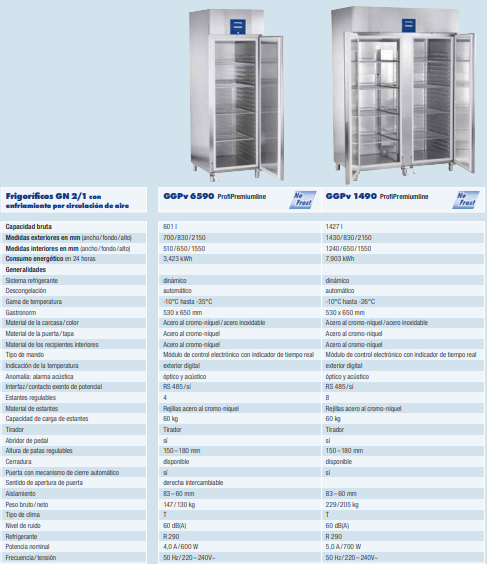 Frigoríficos GN 2/1 con
enfriamiento por circulación de aire
GGPv 6590 ProfiPremiumline No Frost
GGPv 1490 ProfiPremiumline No Frost
Capacidad bruta 601 l 1427 l
Medidas exteriores en mm (ancho/fondo/alto) 700/830/2150 1430/830/2150
Medidas interiores en mm (ancho/fondo/alto) 510/650/1550 1240/650/1550
Consumo energético en 24 horas 3,423 kWh 7,903 kWh
Generalidades
Sistema refrigerante dinámico dinámico
Descongelación automático automático
Gama de temperatura -10°C hasta -35°C -10°C hasta -26°C
Gastronorm 530 x 650 mm 530 x 650 mm
Material de la carcasa/color Acero al cromo-níquel/acero inoxidable Acero al cromo-níquel/acero inoxidable
Material de la puerta/tapa Acero al cromo-níquel Acero al cromo-níquel
Material de los recipientes interiores Acero al cromo-níquel Acero al cromo-níquel
Tipo de mando Módulo de control electrónico con indicador de tiempo real Módulo de control electrónico con indicador de tiempo real
Indicación de la temperatura exterior digital exterior digital
Anomalía: alarma acústica óptico y acústico óptico y acústico
Interfaz/contacto exento de potencial RS 485/sí RS 485/sí
Estantes regulables 4 8
Material de estantes Rejillas acero al cromo-níquel Rejillas acero al cromo-níquel
Capacidad de carga de estantes 60 kg 60 kg
Tirador Tirador Tirador
Abridor de pedal sí sí
Altura de patas regulables 150–180 mm 150–180 mm
Cerradura disponible disponible
Puerta con mecanismo de cierre automático sí sí
Sentido de apertura de puerta derecha intercambiable
Aislamiento 83–60 mm 83–60 mm
Peso bruto/neto 147/130 kg 229/205 kg
Tipo de clima T T
Nivel de ruido 60 dB(A) 60 dB(A)
Refrigerante R 290 R 290
Potencia nominal 4,0 A/600 W 5,0 A/700 W
Frecuencia/tensión 50 Hz/220–240V~ 50 Hz/220–240V~